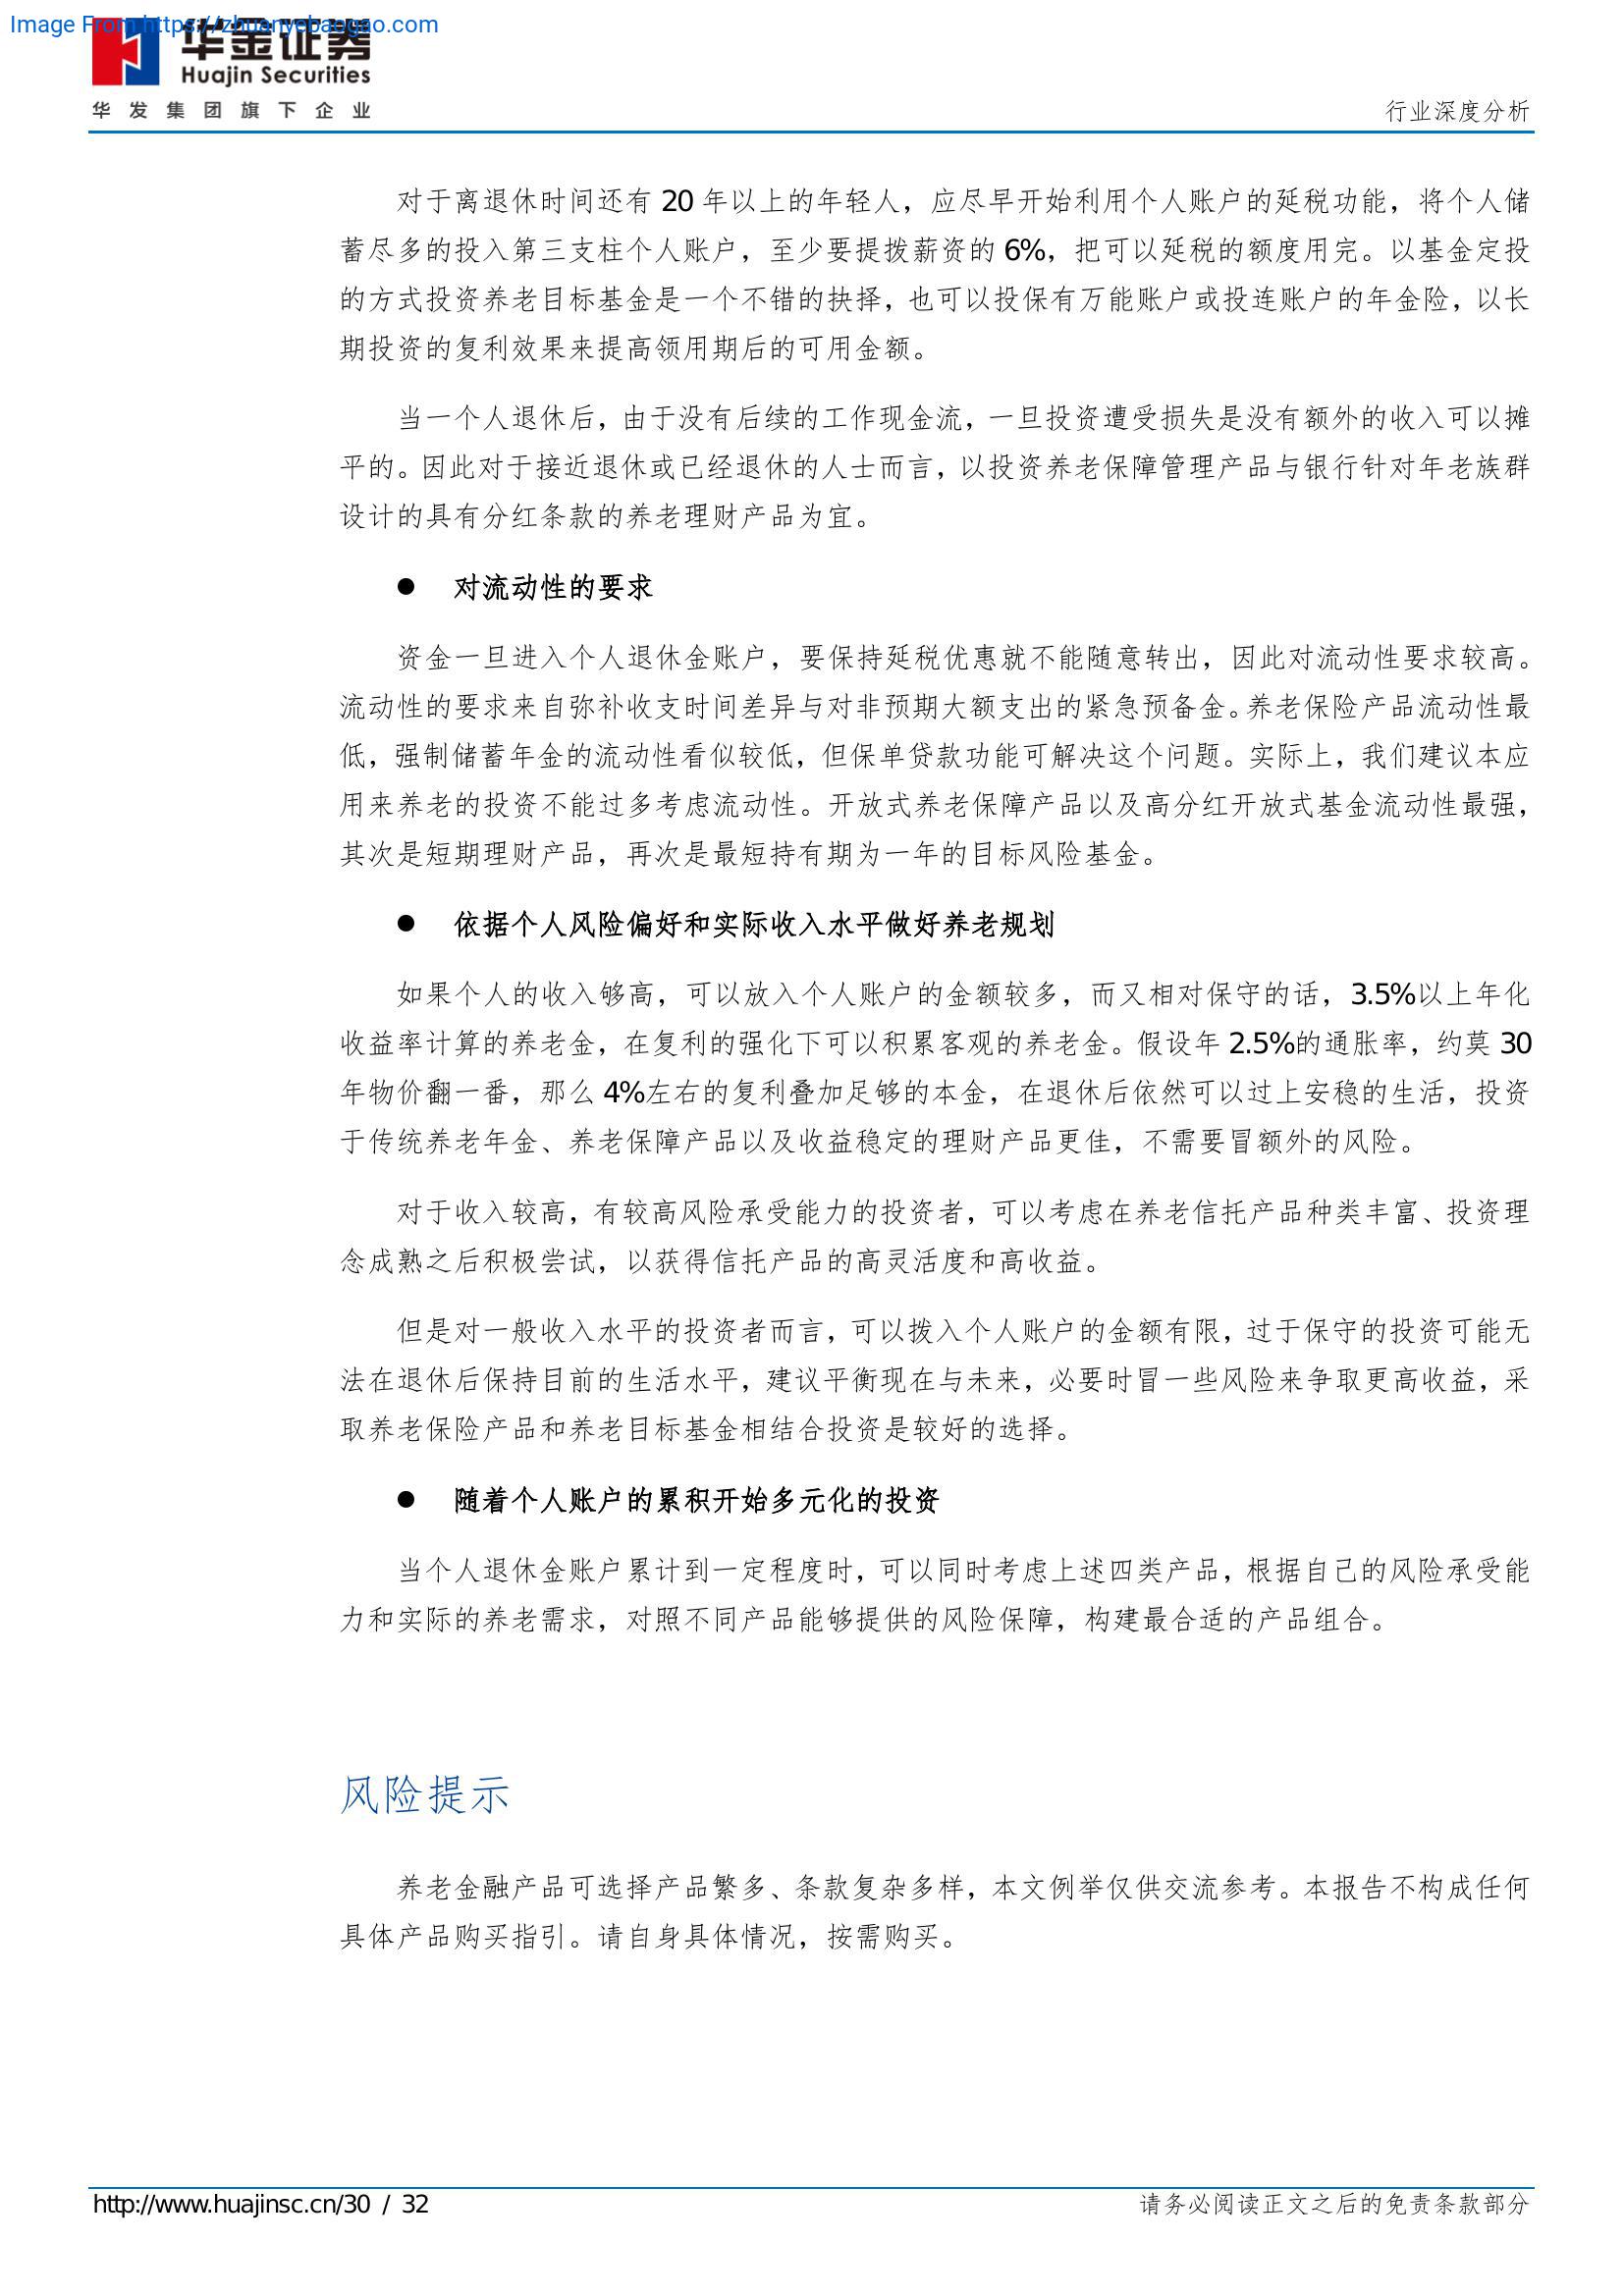 Image From https://zhuanyebaogao.com
华金证券
Huajin Securities
华发集团旗下企业
行业深度分析
对于离退休时间还有 20 年以上的年轻人，应尽早开始利用个人账户的延税功能，将个人储
蓄尽多的投入第三支柱个人账户，至少要提拨薪资的 6%，把可以延税的额度用完。以基金定投
的方式投资养老目标基金是一个不错的抉择，也可以投保有万能账户或投连账户的年金险，以长
期投资的复利效果来提高领用期后的可用金额。
当一个人退休后，由于没有后续的工作现金流，一旦投资遭受损失是没有额外的收入可以摊
平的。因此对于接近退休或已经退休的人士而言，以投资养老保障管理产品与银行针对年老族群
设计的具有分红条款的养老理财产品为宜。
● 对流动性的要求
资金一旦进入个人退休金账户，要保持延税优惠就不能随意转出，因此对流动性要求较高。
流动性的要求来自弥补收支时间差异与对非预期大额支出的紧急预备金。养老保险产品流动性最
低，强制储蓄年金的流动性看似较低，但保单贷款功能可解决这个问题。实际上，我们建议本应
用来养老的投资不能过多考虑流动性。开放式养老保障产品以及高分红开放式基金流动性最强，
其次是短期理财产品，再次是最短持有期为一年的目标风险基金。
● 依据个人风险偏好和实际收入水平做好养老规划
如果个人的收入够高，可以放入个人账户的金额较多，而又相对保守的话，3.5%以上年化
收益率计算的养老金，在复利的强化下可以积累客观的养老金。假设年 2.5%的通胀率，约莫 30
年物价翻一番，那么 4%左右的复利叠加足够的本金，在退休后依然可以过上安稳的生活，投资
于传统养老年金、养老保障产品以及收益稳定的理财产品更佳，不需要冒额外的风险。
对于收入较高，有较高风险承受能力的投资者，可以考虑在养老信托产品种类丰富、投资理
念成熟之后积极尝试，以获得信托产品的高灵活度和高收益。
但是对一般收入水平的投资者而言，可以拨入个人账户的金额有限，过于保守的投资可能无
法在退休后保持目前的生活水平，建议平衡现在与未来，必要时冒一些风险来争取更高收益，采
取养老保险产品和养老目标基金相结合投资是较好的选择。
● 随着个人账户的累积开始多元化的投资
当个人退休金账户累计到一定程度时，可以同时考虑上述四类产品，根据自己的风险承受能
力和实际的养老需求，对照不同产品能够提供的风险保障，构建最合适的产品组合。
风险提示
养老金融产品可选择产品繁多、条款复杂多样，本文例举仅供交流参考。本报告不构成任何
具体产品购买指引。请自身具体情况，按需购买。
http://www.huajinsc.cn/30 / 32
请务必阅读正文之后的免责条款部分